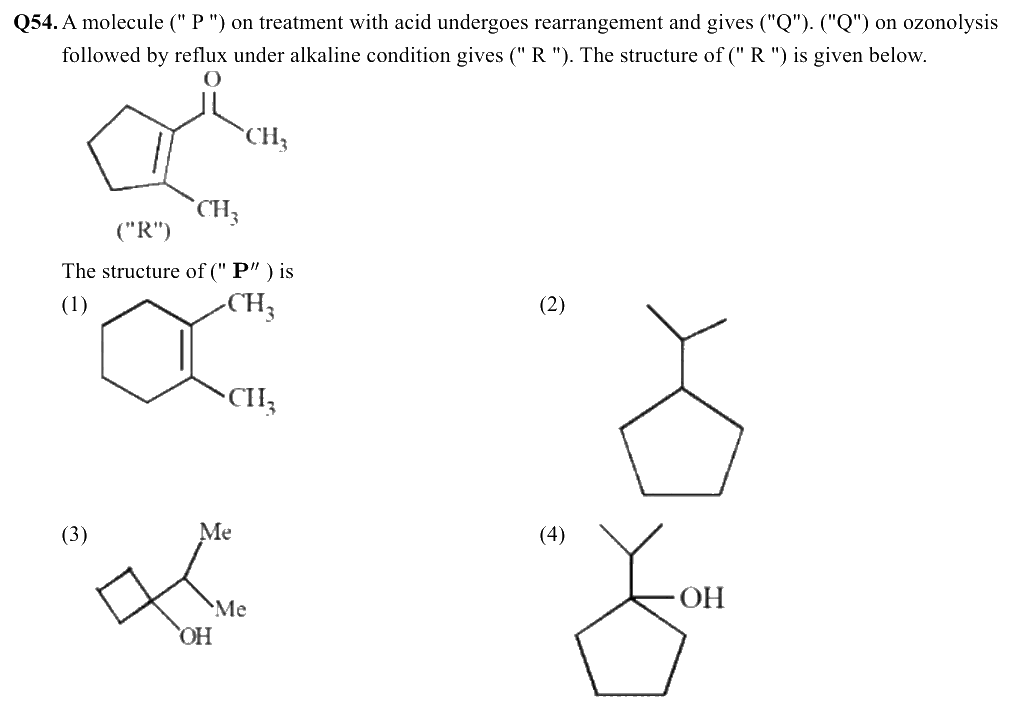 Q54. A molecule (" P ") on treatment with acid undergoes rearrangement and gives ("Q"). ("Q") on ozonolysis
followed by reflux under alkaline condition gives (" R "). The structure of (" R ") is given below.
O
CH3
CH3
("R")
The structure of (" P″ ) is
(1)
CH3
CH3
(2)
(3)
Me
Me
OH
(4)
OH